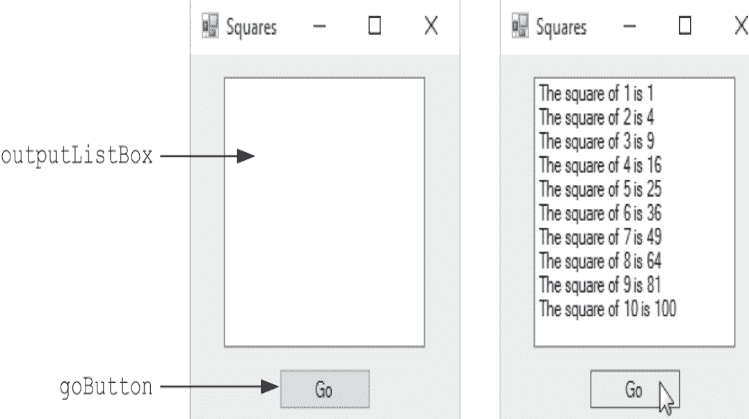 Squares
outputListBox
goButton
Go
Squares
The square of 1 is 1
The square of 2 is 4
The square of 3 is 9
The square of 4 is 16
The square of 5 is 25
The square of 6 is 36
The square of 7 is 49
The square of 8 is 64
The square of 9 is 81
The square of 10 is 100
Go